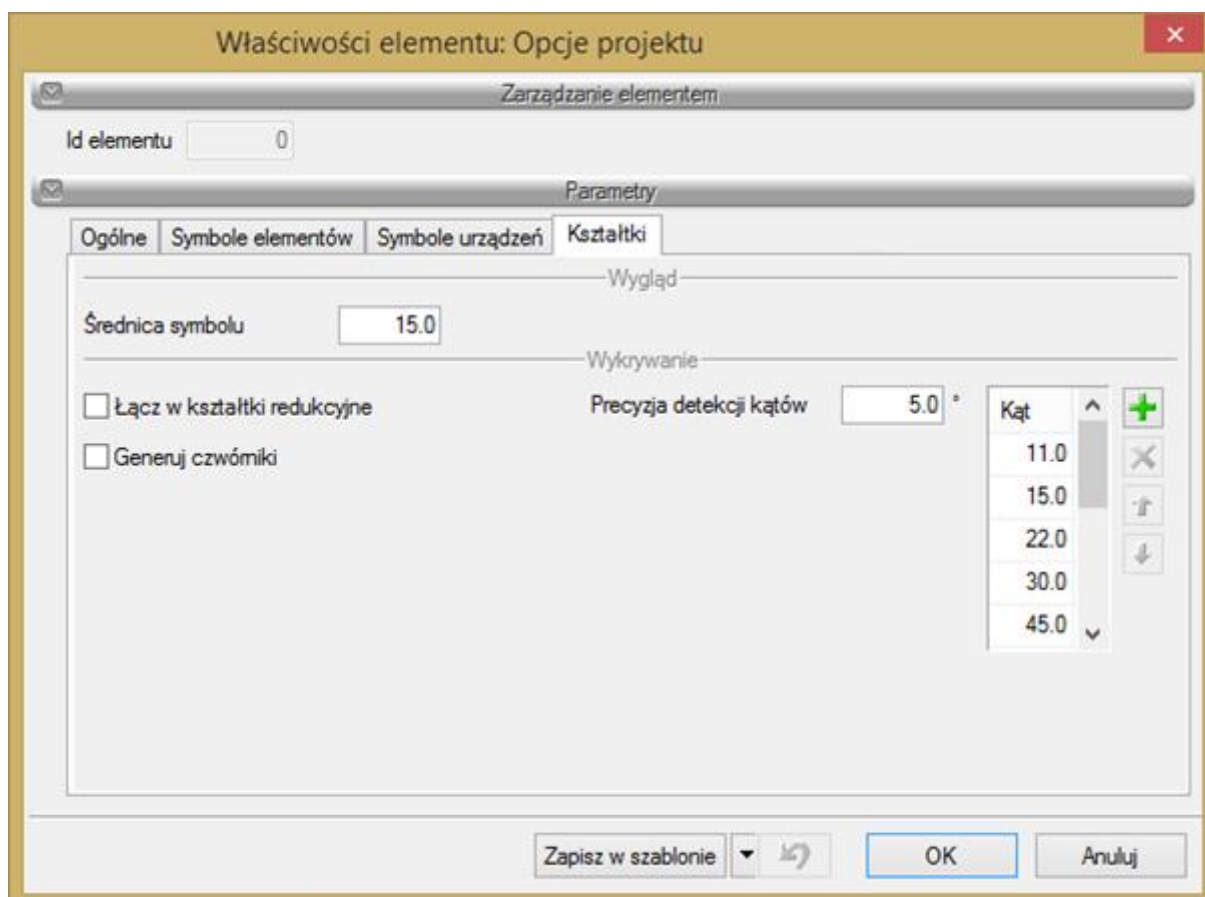 Właściwości elementu: Opcje projektu
Zarządzanie elementem
Id elementu 0
Parametry
Ogólne Symbole elementów Symbole urządzeń Kształtki
Wygląd
Średnica symbolu 15.0
Wykrywanie
Łącz w kształtki redukcyjne Precyzja detekcji kątów 5.0 ° Kąt
Generuj czwórniki 11.0
15.0
22.0
30.0
45.0
Zapisz w szablonie OK Anuluj